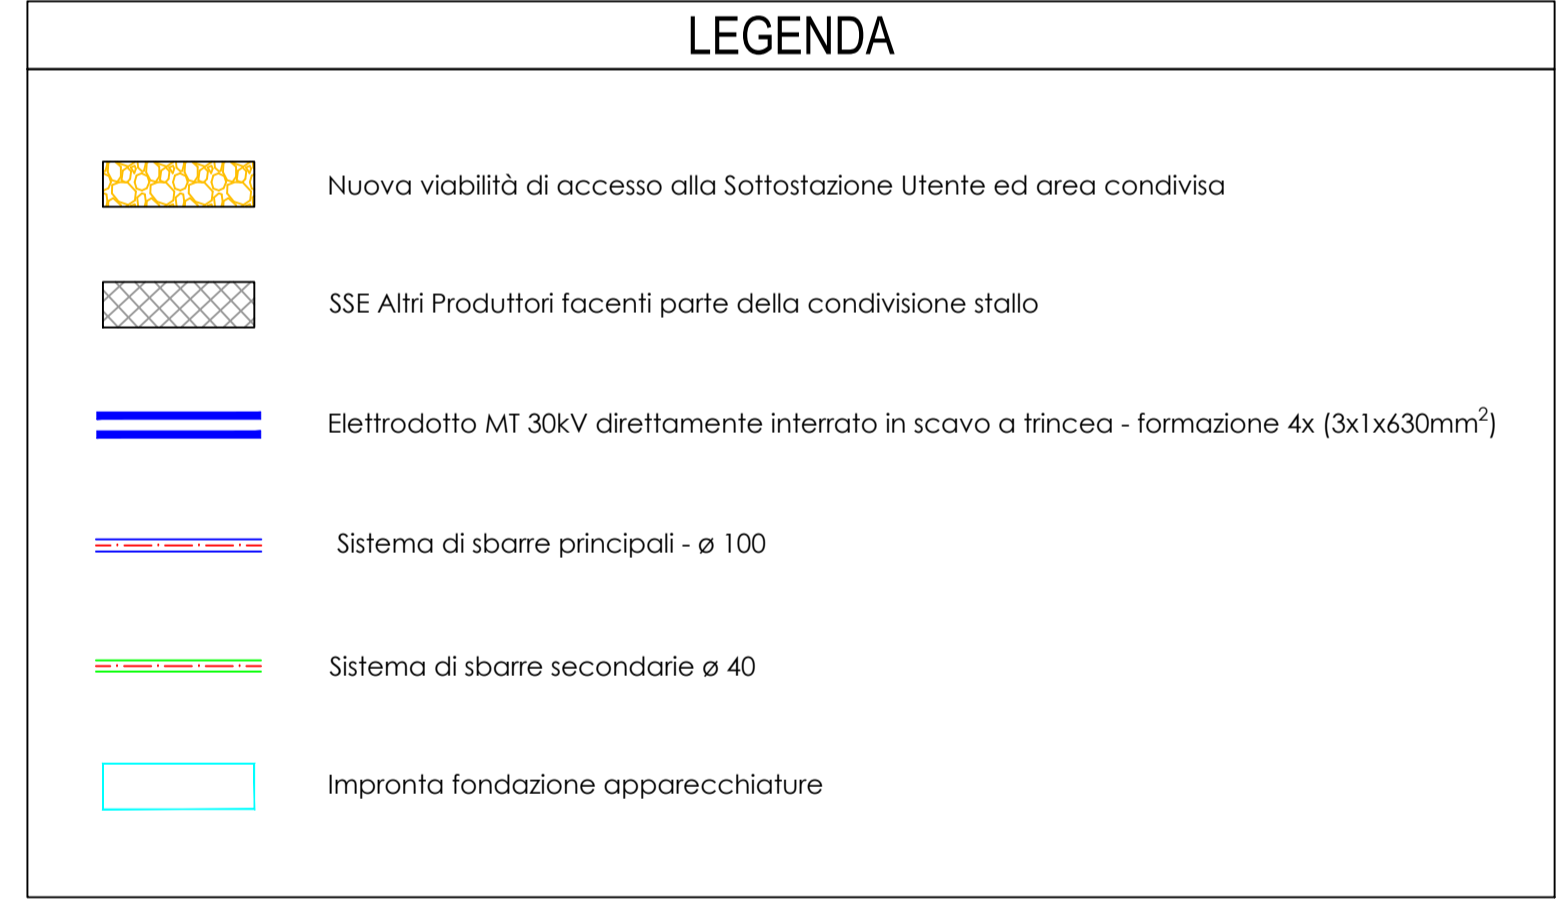 LEGENDA
Nuova viabilità di accesso alla Sottostazione Utente ed area condivisa
SSE Altri Produttori facenti parte della condivisione stallo
Elettrodotto MT 30kV direttamente interrato in scavo a trincea - formazione 4x (3x1x630mm²)
Sistema di sbarre principali - ø 100
Sistema di sbarre secondarie ø 40
Impronta fondazione apparecchiature